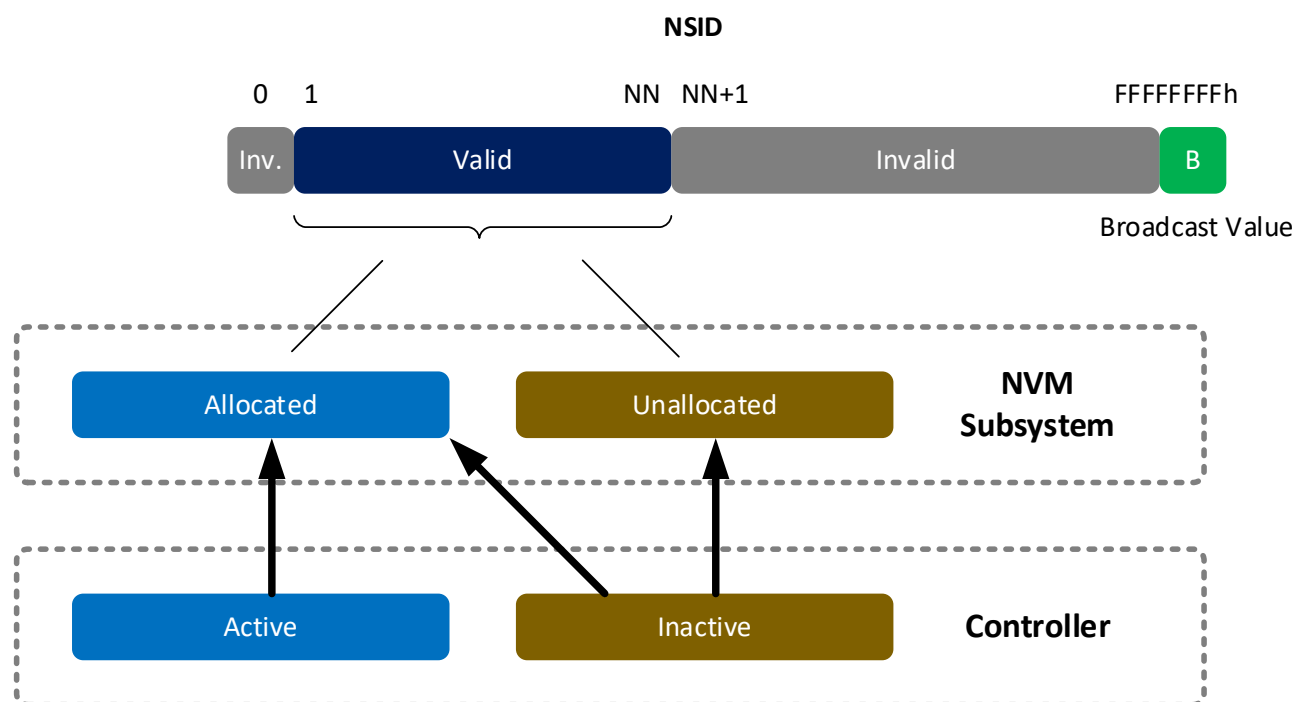 NSID
0 1 NN NN+1 FFFFFFFFh
Inv. Valid Invalid B
Broadcast Value
Allocated Unallocated NVM
Subsystem
Active Inactive Controller